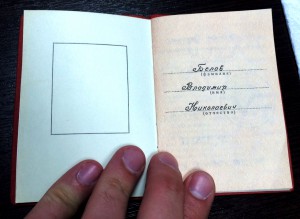 Белов
(фамилия)
Владимир
(имя)
Николаевич
(отчество)